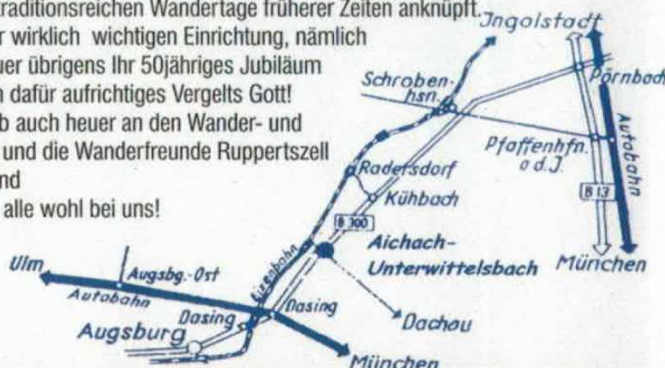 traditionsreichen Wandertage früherer Zeiten anknüpft.
r wirklich wichtigen Einrichtung, nämlich
uer übrigens Ihr 50jähriges Jubiläum
n dafür aufrichtiges Vergelts Gott!
b auch heuer an den Wander- und
und die Wanderfreunde Ruppertszell
nd
alle wohl bei uns!
Ingolstadt
Schroben-
hsn.
Pörnbach
Autobahn
Pfaffenhfn.
o d.J.
B 13
Radersdorf
Kühbach
B 300
Eisenbahn
Aichach-
Unterwittelsbach
München
Ulm
Augsbg.-Ost
Autobahn
Dasing
Dasing
Dachau
Augsburg
München